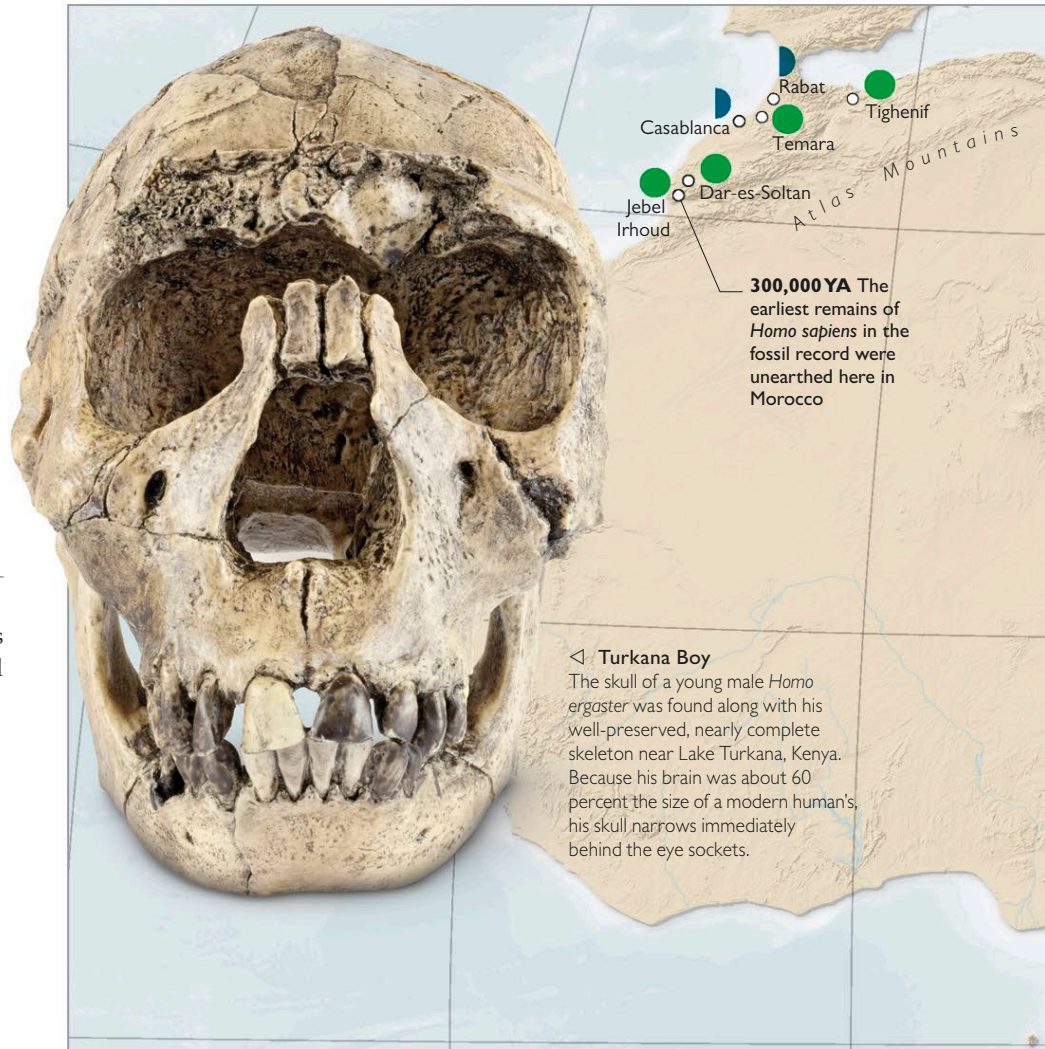 Rabat
Tighenif
Casablanca
Temara
Atlas Mountains
Dar-es-Soltan
Jebel
Irhoud
300,000 YA The
earliest remains of
Homo sapiens in the
fossil record were
unearthed here in
Morocco
s
l
◁ Turkana Boy
The skull of a young male Homo
ergaster was found along with his
well-preserved, nearly complete
skeleton near Lake Turkana, Kenya.
Because his brain was about 60
percent the size of a modern human's,
his skull narrows immediately
behind the eye sockets.